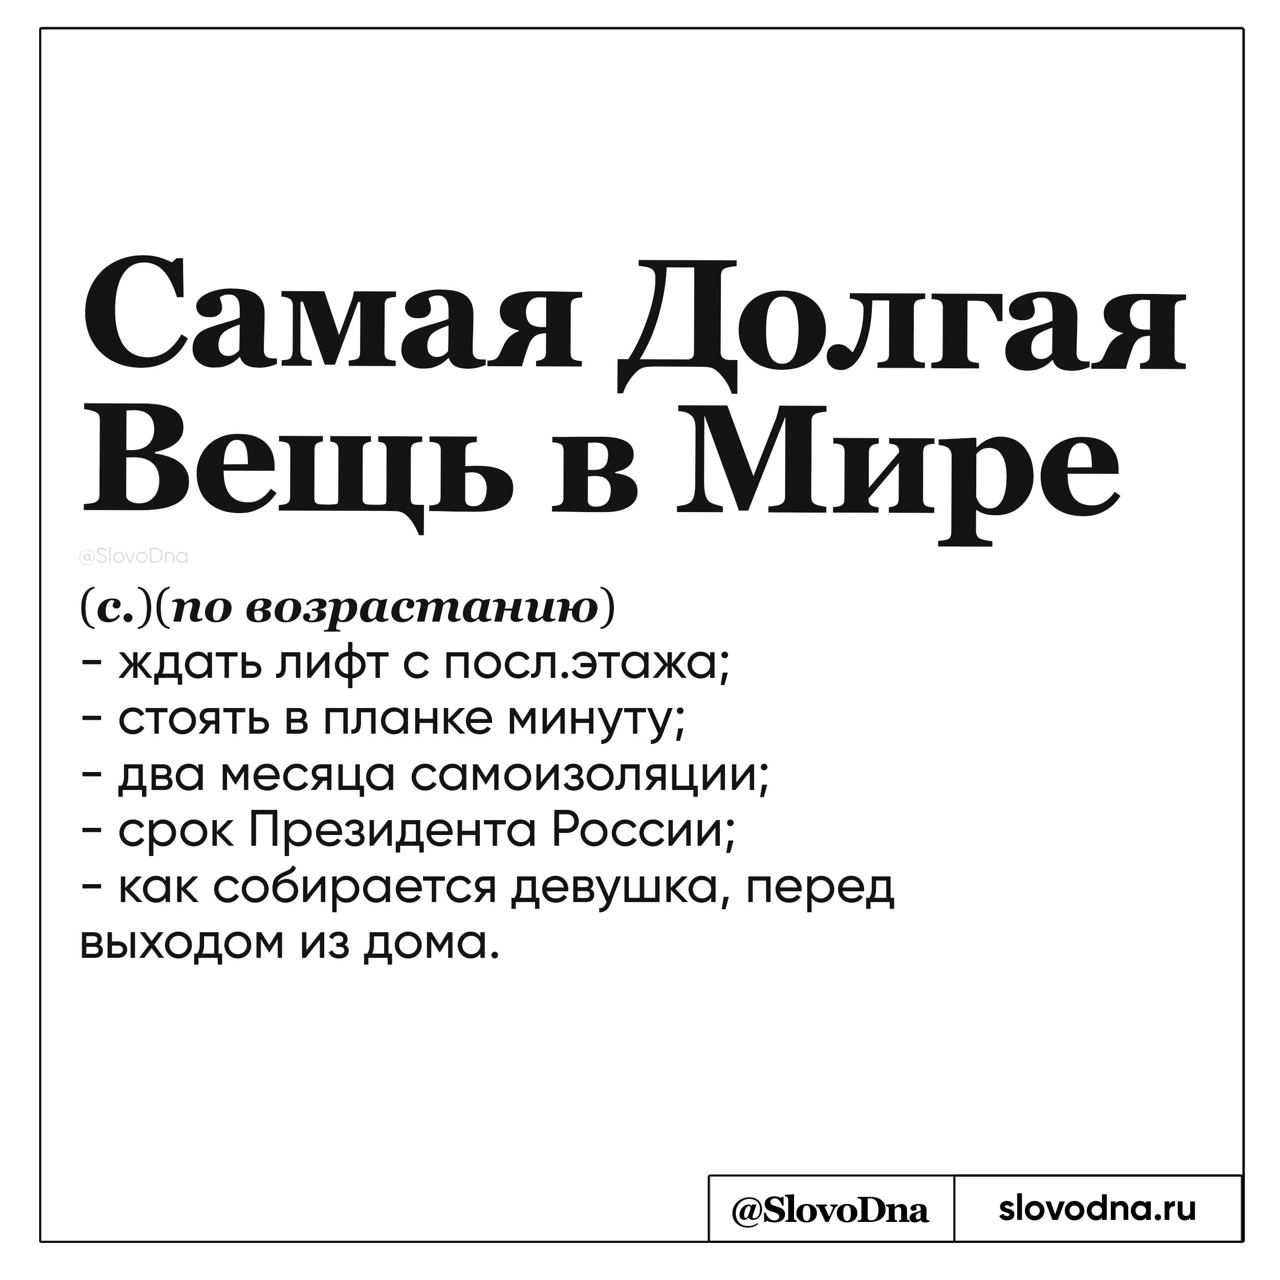 Самая Долгая
Вещь в Мире
@SlovoDna
(с.)(по возрастанию)
- ждать лифт с посл.этажа;
- стоять в планке минуту;
- два месяца самоизоляции;
- срок Президента России;
- как собирается девушка, перед
выходом из дома.
@SlovoDna
slovodna.ru